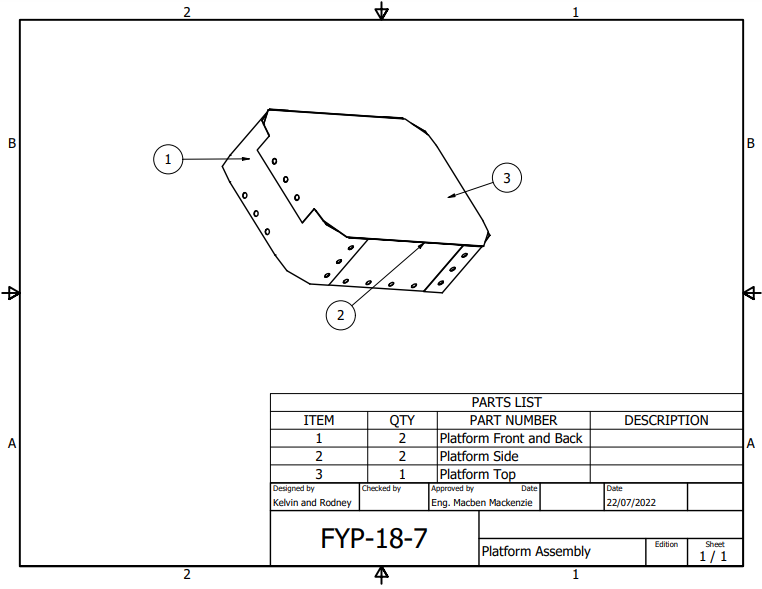 2 1
B B
1
3
2
A A
PARTS LIST
ITEM QTY PART NUMBER DESCRIPTION
1 2 Platform Front and Back
2 2 Platform Side
3 1 Platform Top
Designed by Checked by Approved by Date Date
Kelvin and Rodney Eng. Macben Mackenzie 22/07/2022
FYP-18-7
Platform Assembly
Edition Sheet
1 / 1
2 1